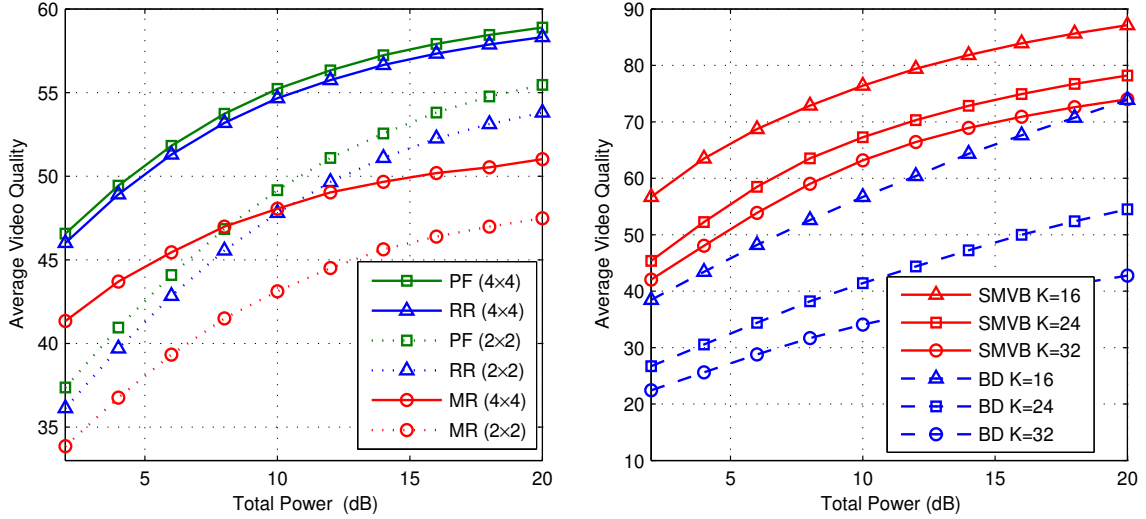 60
55
50
45
40
35
5
10
15
20
Average Video Quality
Total Power (dB)
PF (4×4)
RR (4×4)
PF (2×2)
RR (2×2)
MR (4×4)
MR (2×2)
90
80
70
60
50
40
30
20
10
5
10
15
20
Average Video Quality
Total Power (dB)
SMVB K=16
SMVB K=24
SMVB K=32
BD K=16
BD K=24
BD K=32